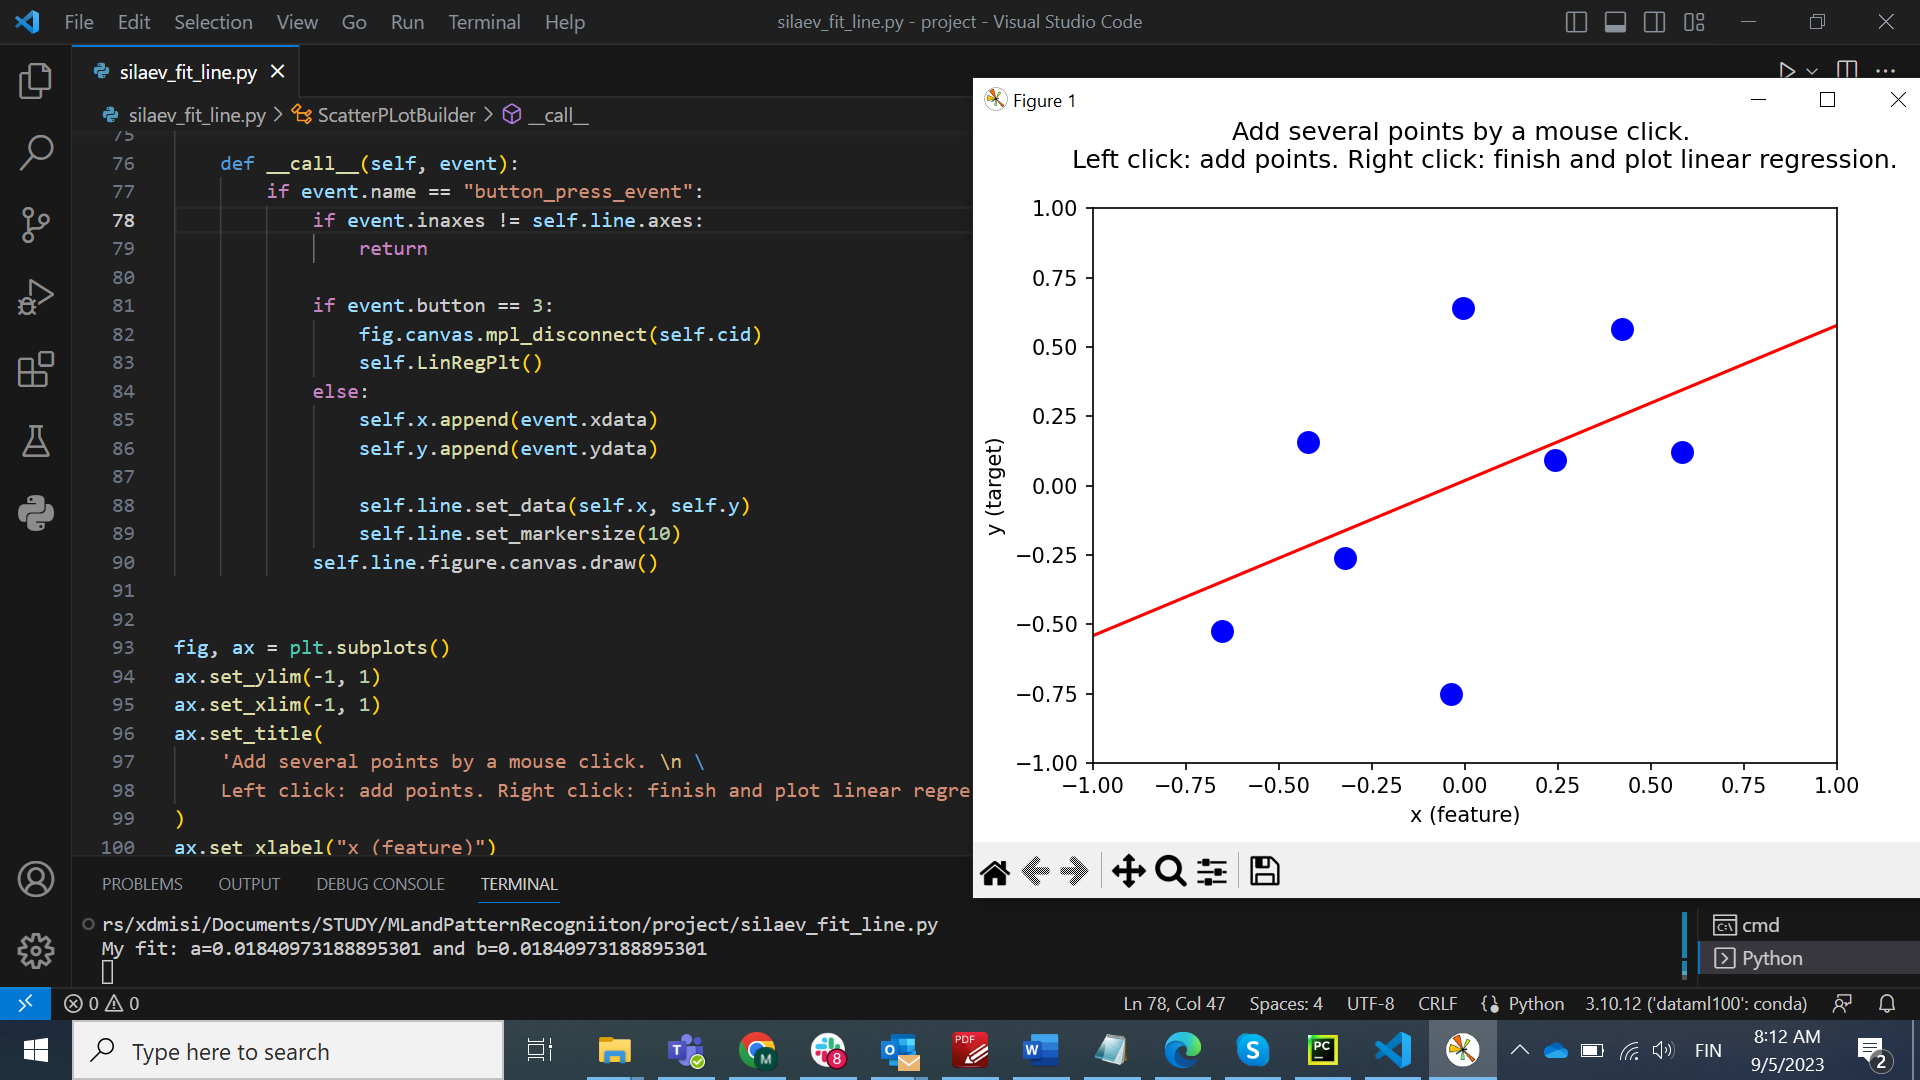 File Edit Selection View Go Run Terminal Help silaev_fit_line.py - project - Visual Studio Code
silaev_fit_line.py
silaev_fit_line.py > ScatterPLotBuilder > __call__
75
76 def __call__(self, event):
77 if event.name == "button_press_event":
78 if event.inaxes != self.line.axes:
79 return
80
81 if event.button == 3:
82 fig.canvas.mpl_disconnect(self.cid)
83 self.LinRegPlt()
84 else:
85 self.x.append(event.xdata)
86 self.y.append(event.ydata)
87
88 self.line.set_data(self.x, self.y)
89 self.line.set_markersize(10)
90 self.line.figure.canvas.draw()
91
92
93 fig, ax = plt.subplots()
94 ax.set_ylim(-1, 1)
95 ax.set_xlim(-1, 1)
96 ax.set_title(
97 'Add several points by a mouse click. \n \
98 Left click: add points. Right click: finish and plot linear regre
99 )
100 ax.set_xlabel("x (feature)")
Figure 1
Add several points by a mouse click.
Left click: add points. Right click: finish and plot linear regression.
1.00
0.75
0.50
0.25
0.00
−0.25
−0.50
−0.75
−1.00
y (target)
−1.00 −0.75 −0.50 −0.25 0.00 0.25 0.50 0.75 1.00
x (feature)
PROBLEMS OUTPUT DEBUG CONSOLE TERMINAL
rs/xdmisi/Documents/STUDY/MLandPatternRecogniiton/project/silaev_fit_line.py
My fit: a=0.01840973188895301 and b=0.01840973188895301
cmd
Python
0 0 Ln 78, Col 47 Spaces: 4 UTF-8 CRLF Python 3.10.12 ('dataml100': conda)
Type here to search
FIN
8:12 AM
9/5/2023
2
M
8
PDF
PC